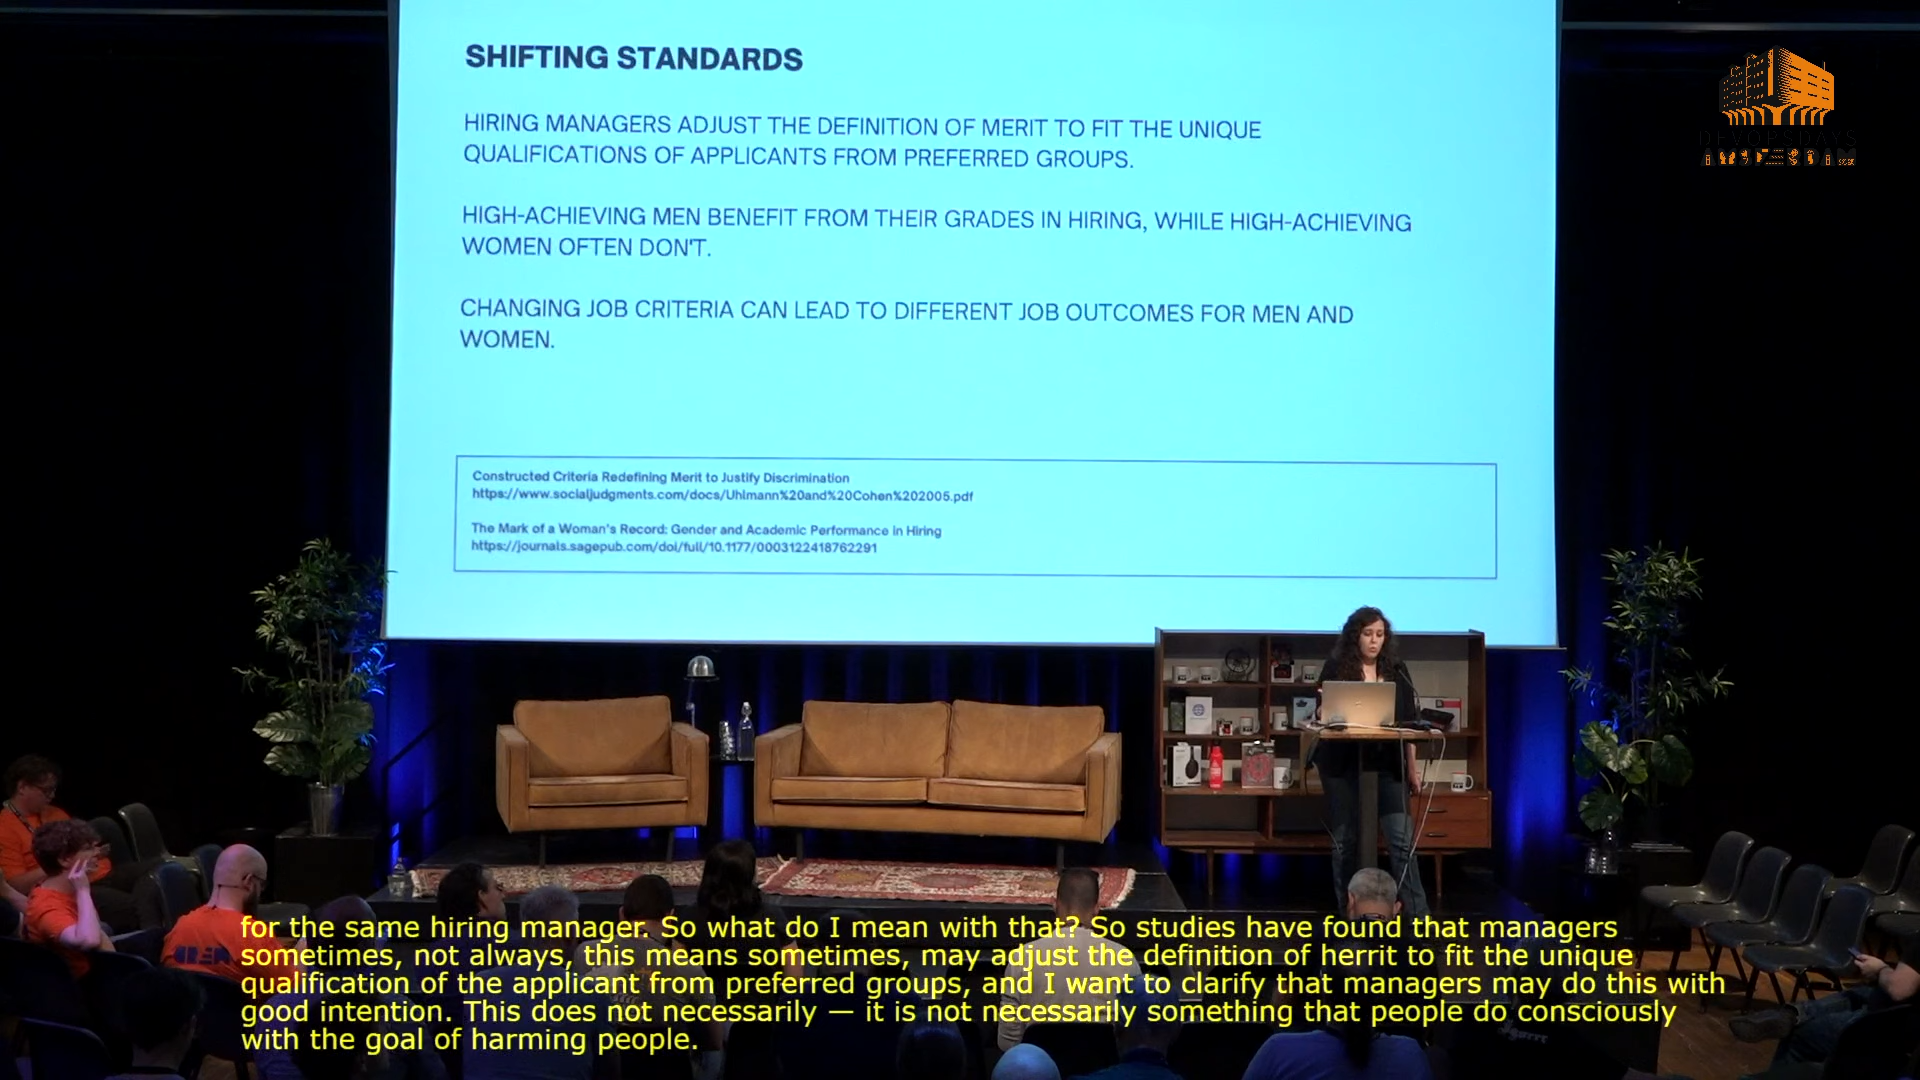 SHIFTING STANDARDS
HIRING MANAGERS ADJUST THE DEFINITION OF MERIT TO FIT THE UNIQUE
QUALIFICATIONS OF APPLICANTS FROM PREFERRED GROUPS.
HIGH-ACHIEVING MEN BENEFIT FROM THEIR GRADES IN HIRING, WHILE HIGH-ACHIEVING
WOMEN OFTEN DON'T.
CHANGING JOB CRITERIA CAN LEAD TO DIFFERENT JOB OUTCOMES FOR MEN AND
WOMEN.
Constructed Criteria Redefining Merit to Justify Discrimination
https://www.socialjudgments.com/docs/Uhlmann%20and%20Cohen%202005.pdf
The Mark of a Woman's Record: Gender and Academic Performance in Hiring
https://journals.sagepub.com/doi/full/10.1177/0003122418762291
DEVOPSDAYS
AMSTERDAM
for the same hiring manager. So what do I mean with that? So studies have found that managers
sometimes, not always, this means sometimes, may adjust the definition of herrit to fit the unique
qualification of the applicant from preferred groups, and I want to clarify that managers may do this with
good intention. This does not necessarily — it is not necessarily something that people do consciously
with the goal of harming people.